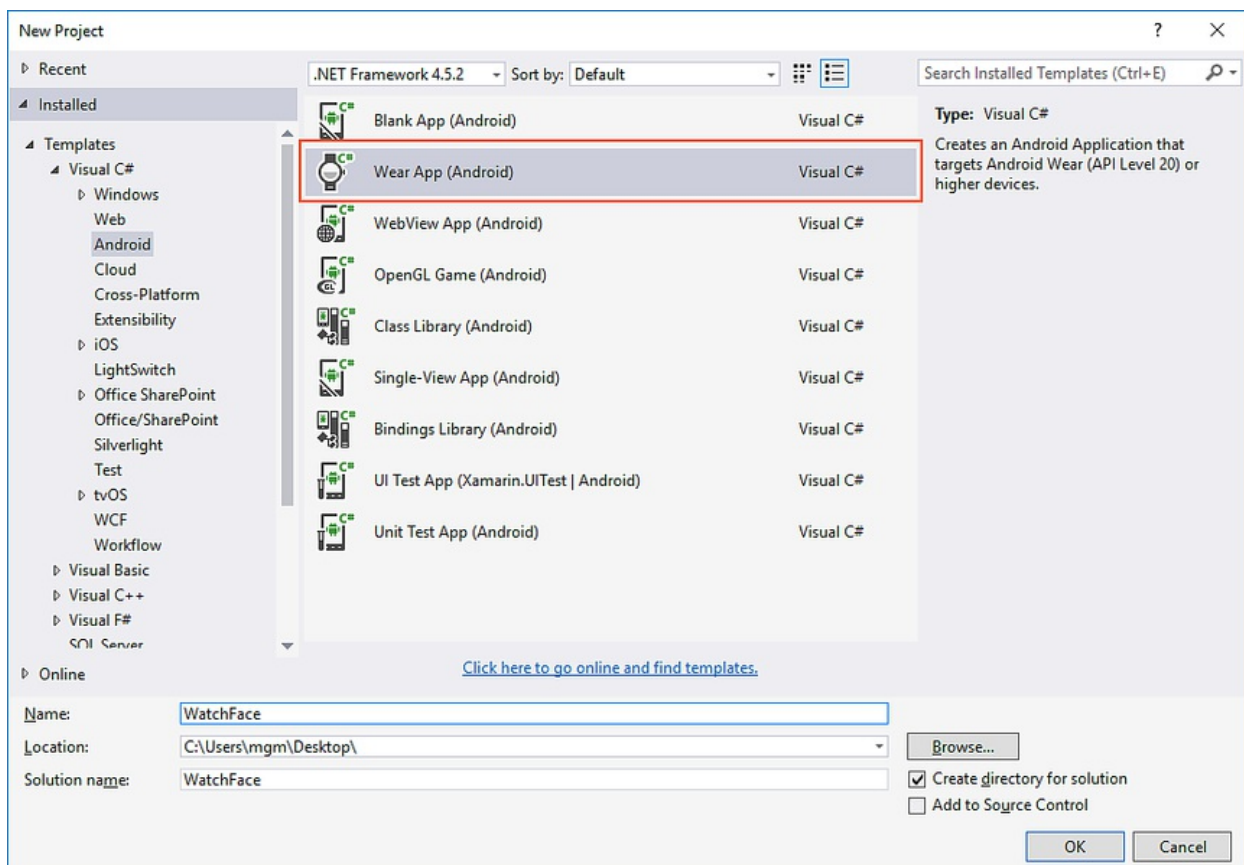 New Project
?
Recent
.NET Framework 4.5.2
Sort by: Default
Search Installed Templates (Ctrl+E)
Installed
Templates
Visual C#
Windows
Web
Android
Cloud
Cross-Platform
Extensibility
iOS
LightSwitch
Office SharePoint
Office/SharePoint
Silverlight
Test
tvOS
WCF
Workflow
Visual Basic
Visual C++
Visual F#
SQL Server
Online
Blank App (Android) Visual C#
Wear App (Android) Visual C#
WebView App (Android) Visual C#
OpenGL Game (Android) Visual C#
Class Library (Android) Visual C#
Single-View App (Android) Visual C#
Bindings Library (Android) Visual C#
UI Test App (Xamarin.UITest | Android) Visual C#
Unit Test App (Android) Visual C#
Click here to go online and find templates.
Type: Visual C#
Creates an Android Application that
targets Android Wear (API Level 20) or
higher devices.
Name: WatchFace
Location: C:\Users\mgm\Desktop\
Browse...
Solution name: WatchFace
Create directory for solution
Add to Source Control
OK
Cancel